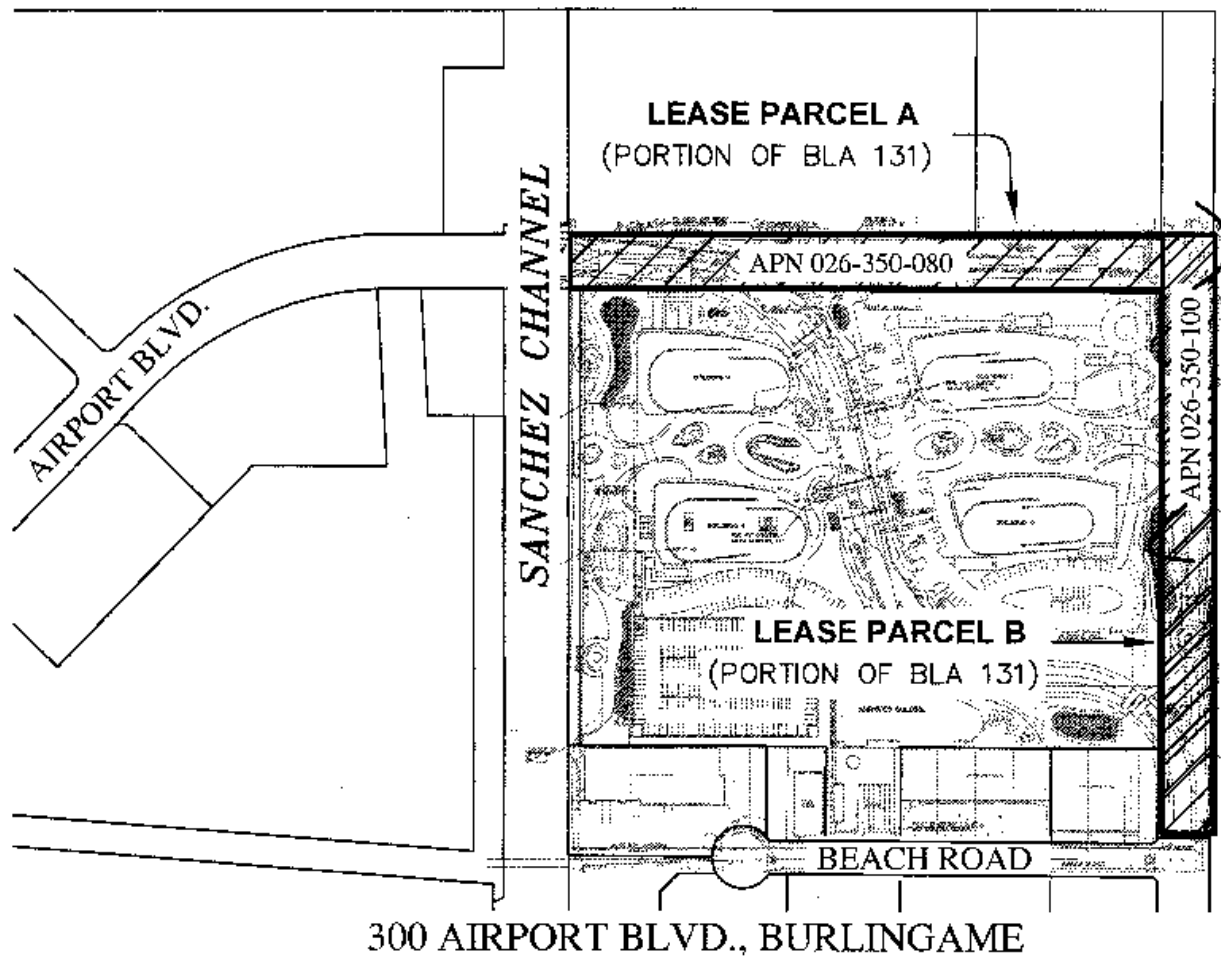 LEASE PARCEL A
(PORTION OF BLA 131)
APN 026-350-080
SANCHEZ CHANNEL
AIRPORT BLVD.
APN 026-350-100
LEASE PARCEL B
(PORTION OF BLA 131)
BEACH ROAD
300 AIRPORT BLVD., BURLINGAME